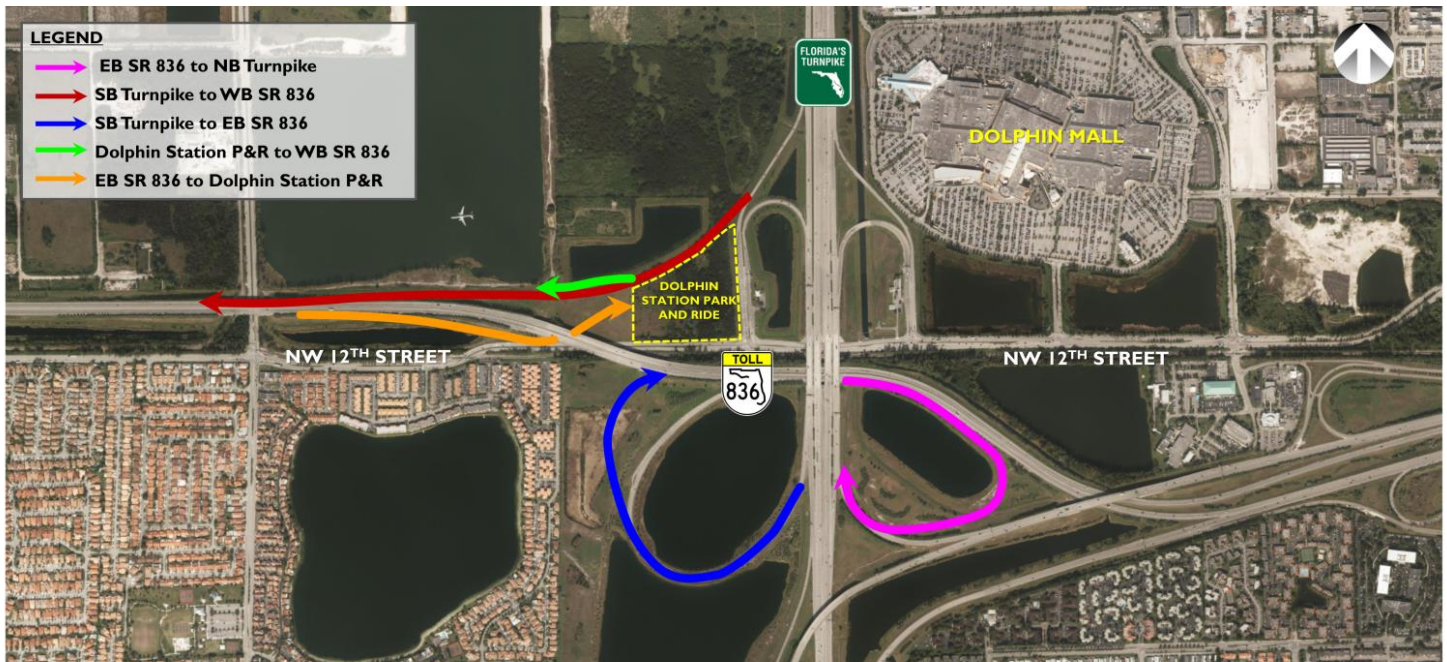 LEGEND
EB SR 836 to NB Turnpike
SB Turnpike to WB SR 836
SB Turnpike to EB SR 836
Dolphin Station P&R to WB SR 836
EB SR 836 to Dolphin Station P&R
FLORIDA'S
TURNPIKE
DOLPHIN MALL
DOLPHIN
STATION PARK
AND RIDE
NW 12TH STREET
TOLL
836
NW 12TH STREET